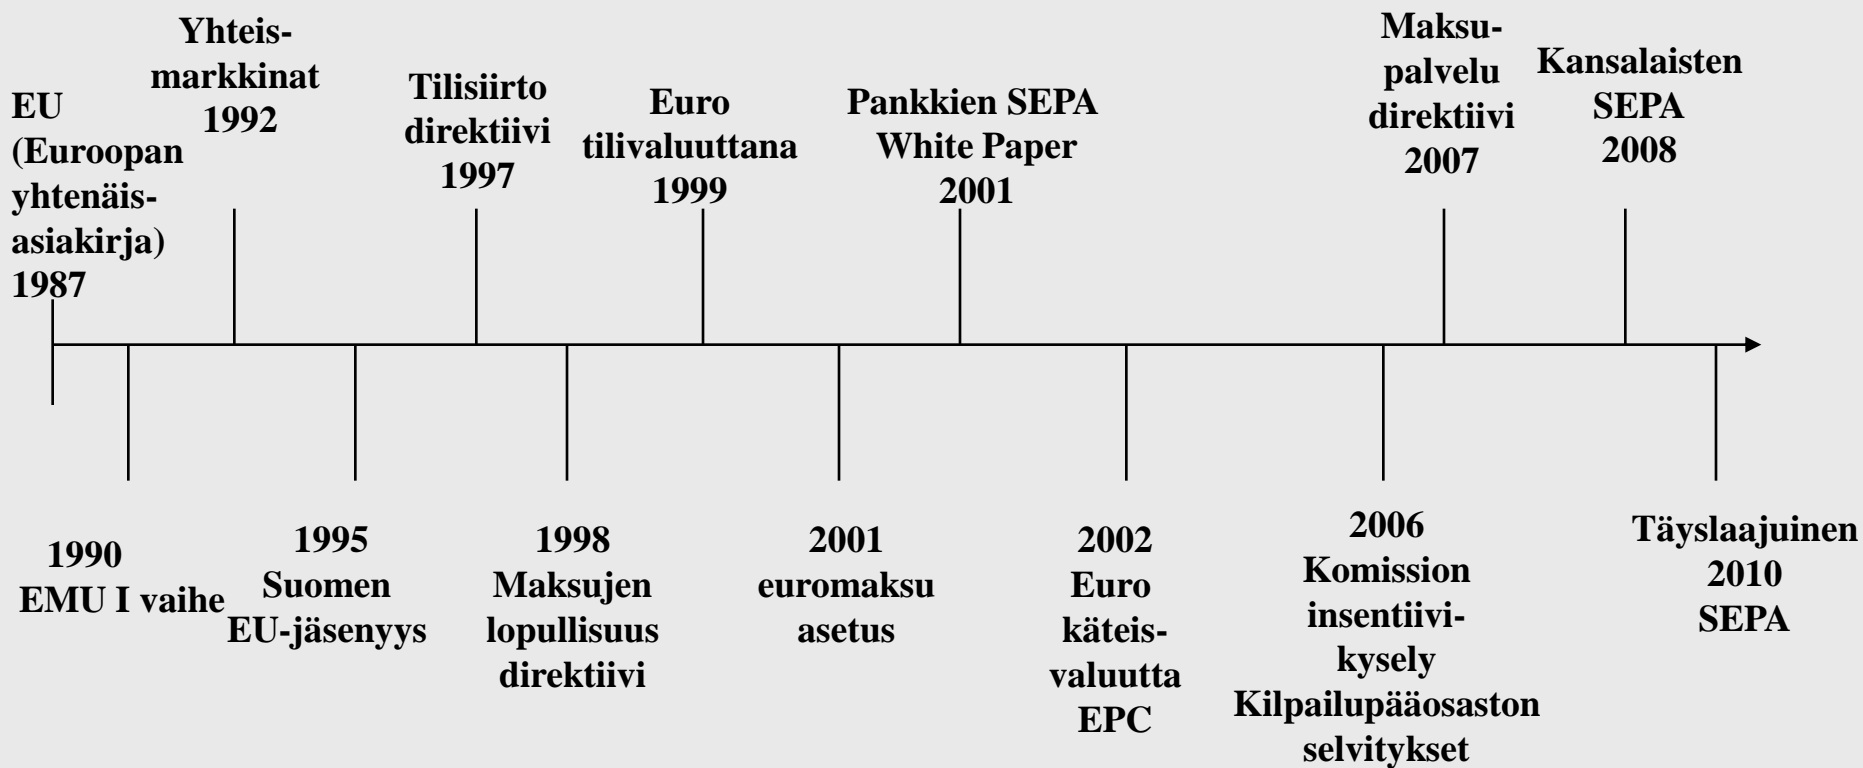 EU
(Euroopan
yhtenäis-
asiakirja)
1987
Yhteis-
markkinat
1992
Tilisiirto
direktiivi
1997
Euro
tilivaluuttana
1999
Pankkien SEPA
White Paper
2001
Maksu-
palvelu
direktiivi
2007
Kansalaisten
SEPA
2008
1990
EMU I vaihe
1995
Suomen
EU-jäsenyys
1998
Maksujen
lopullisuus
direktiivi
2001
euromaksu
asetus
2002
Euro
käteis-
valuutta
EPC
2006
Komission
insentiivi-
kysely
Kilpailupääosaston
selvitykset
Täyslaajuinen
2010
SEPA